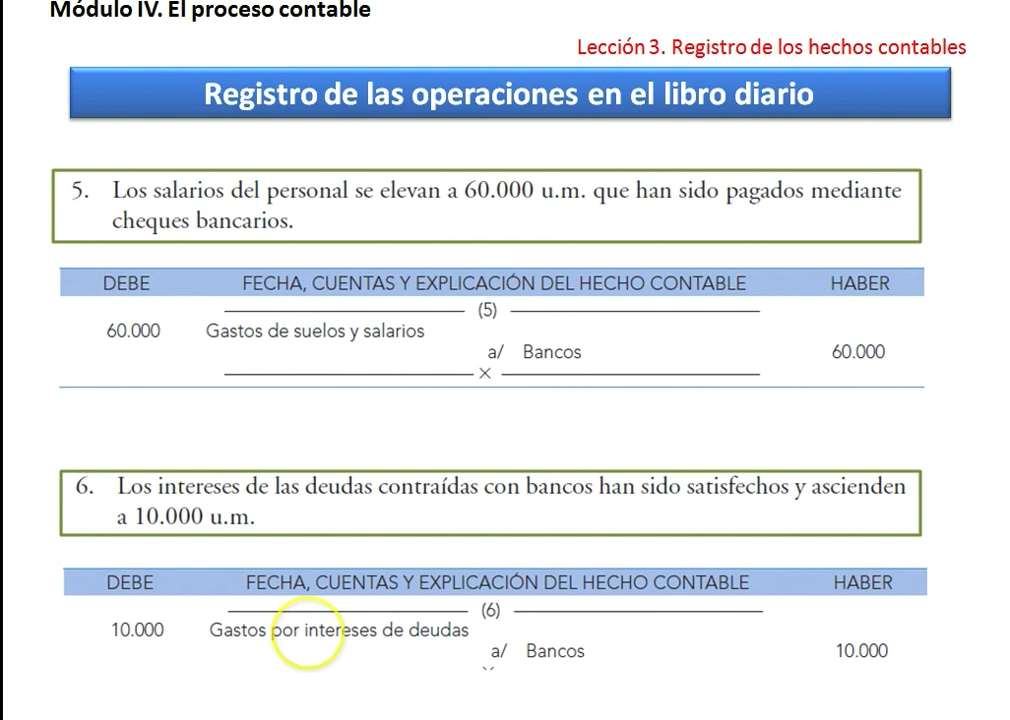 Módulo IV. El proceso contable
Lección 3. Registro de los hechos contables
Registro de las operaciones en el libro diario
5. Los salarios del personal se elevan a 60.000 u.m. que han sido pagados mediante
cheques bancarios.
DEBE FECHA, CUENTAS Y EXPLICACIÓN DEL HECHO CONTABLE HABER
(5)
60.000 Gastos de suelos y salarios
a/ Bancos 60.000
×
6. Los intereses de las deudas contraídas con bancos han sido satisfechos y ascienden
a 10.000 u.m.
DEBE FECHA, CUENTAS Y EXPLICACIÓN DEL HECHO CONTABLE HABER
(6)
10.000 Gastos por intereses de deudas
a/ Bancos 10.000